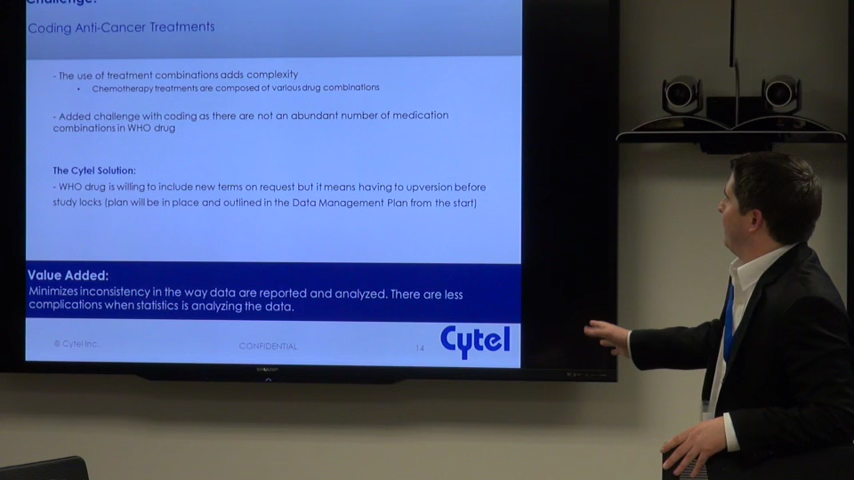 Challenge:
Coding Anti-Cancer Treatments
- The use of treatment combinations adds complexity
• Chemotherapy treatments are composed of various drug combinations
- Added challenge with coding as there are not an abundant number of medication
combinations in WHO drug
The Cytel Solution:
- WHO drug is willing to include new terms on request but it means having to upversion before
study locks (plan will be in place and outlined in the Data Management Plan from the start)
Value Added:
Minimizes inconsistency in the way data are reported and analyzed. There are less
complications when statistics is analyzing the data.
© Cytel Inc.
CONFIDENTIAL
14
Cytel
SHARP